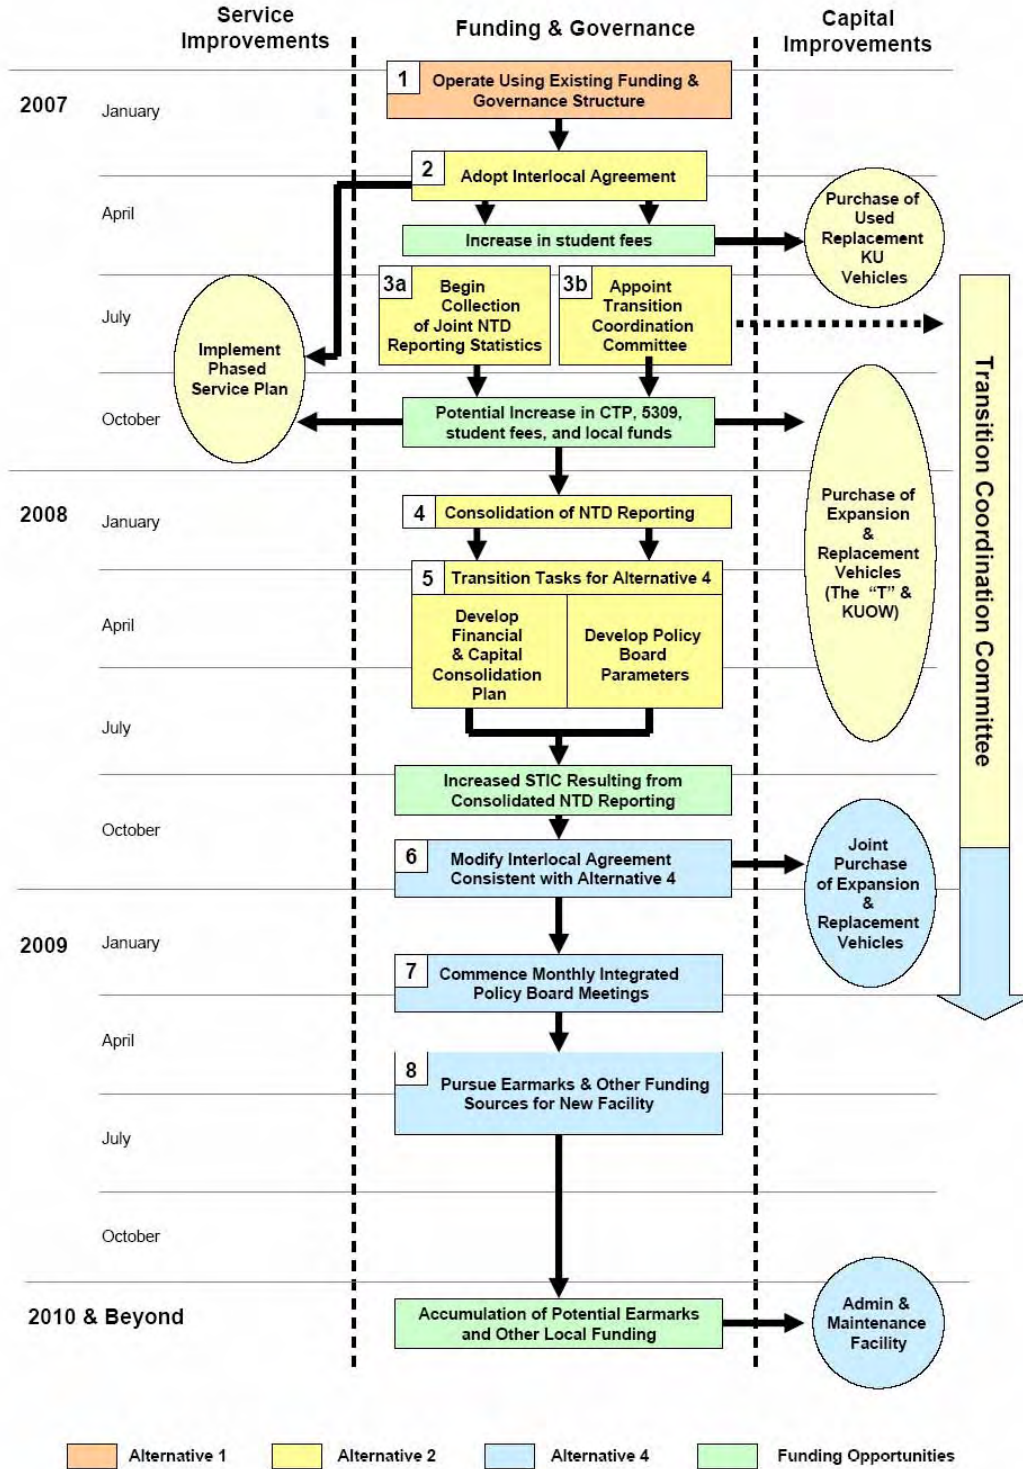 Service
Improvements
Funding & Governance
Capital
Improvements
2007
January
1
Operate Using Existing Funding &
Governance Structure
2
Adopt Interlocal Agreement
April
Increase in student fees
Purchase of
Used
Replacement
KU
Vehicles
July
3a
Begin
Collection
of Joint NTD
Reporting Statistics
3b
Appoint
Transition
Coordination
Committee
Implement
Phased
Service Plan
October
Potential Increase in CTP, 5309,
student fees, and local funds
Transition Coordination Committee
2008
January
4
Consolidation of NTD Reporting
Purchase of
Expansion
&
Replacement
Vehicles
(The "T" &
KUOW)
5
Transition Tasks for Alternative 4
April
Develop
Financial
& Capital
Consolidation
Plan
Develop Policy
Board
Parameters
July
Increased STIC Resulting from
Consolidated NTD Reporting
October
6
Modify Interlocal Agreement
Consistent with Alternative 4
Joint
Purchase
of Expansion
&
Replacement
Vehicles
2009
January
7
Commence Monthly Integrated
Policy Board Meetings
April
8
Pursue Earmarks & Other Funding
Sources for New Facility
July
October
2010 & Beyond
Accumulation of Potential Earmarks
and Other Local Funding
Admin &
Maintenance
Facility
Alternative 1
Alternative 2
Alternative 4
Funding Opportunities